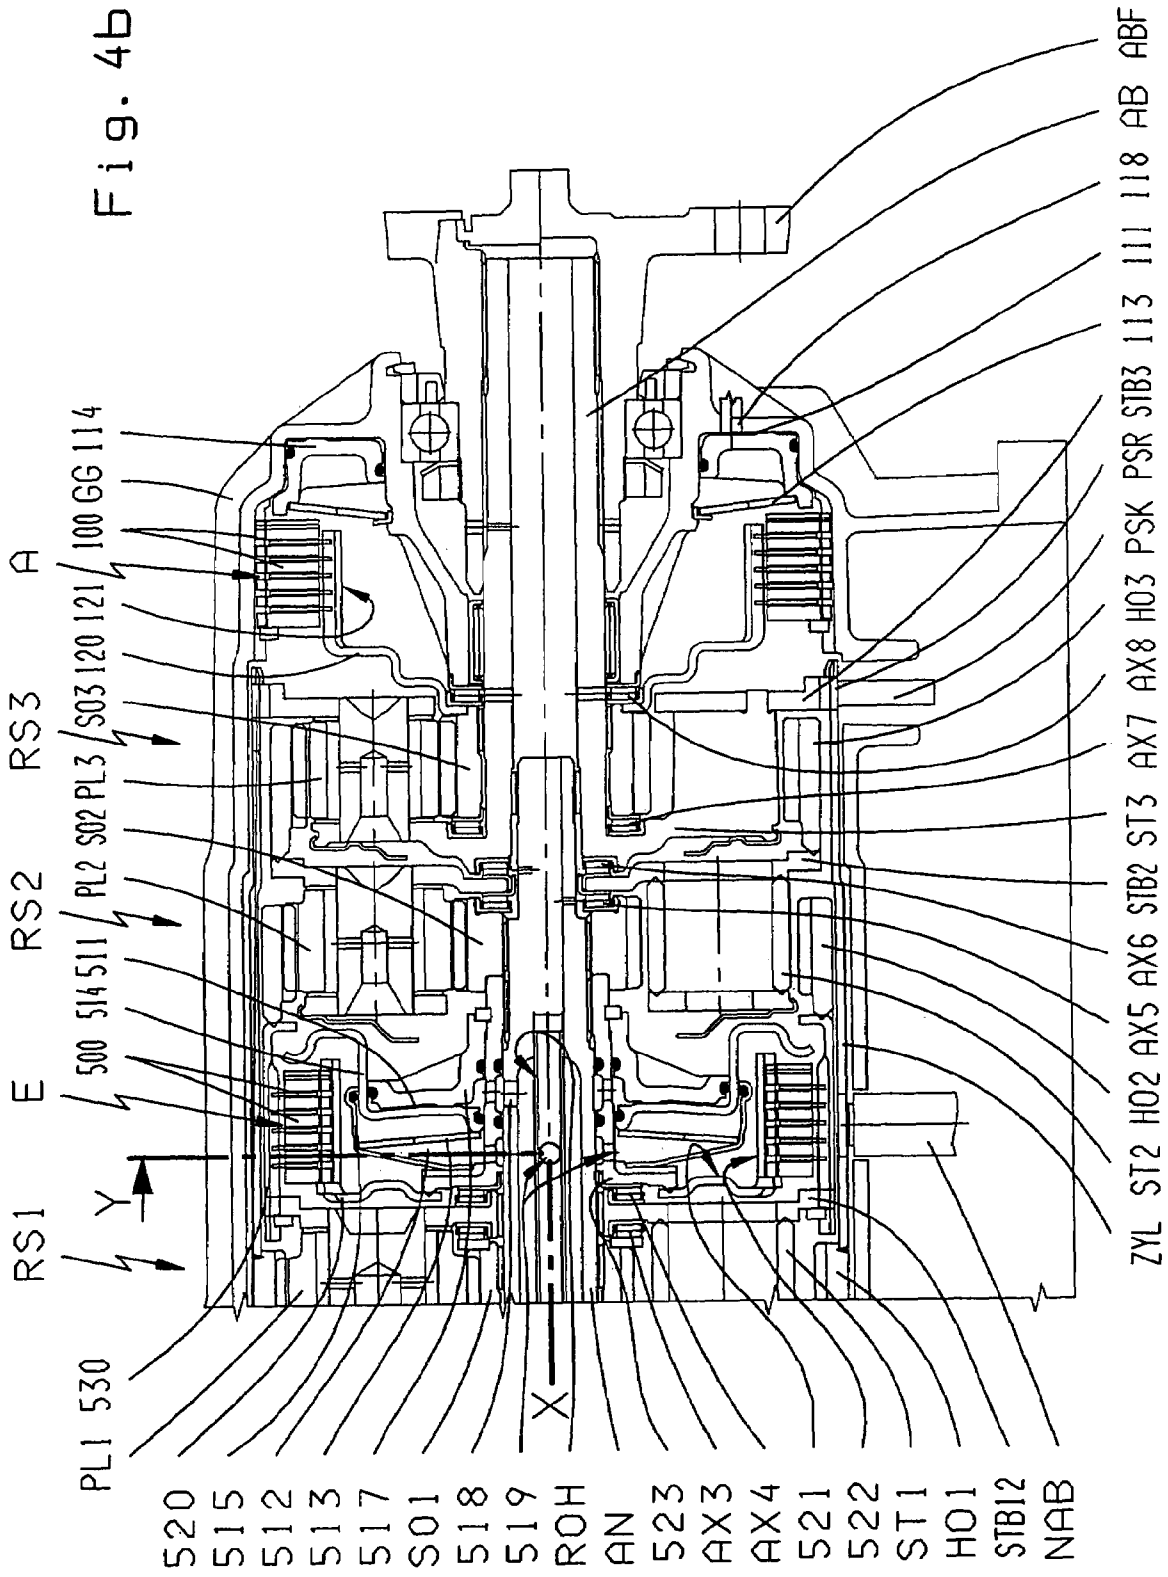 RS1 E RS2 RS3 A
PL1 530 500 514 511 PL2 SO2 PL3 SO3 120 121 100 GG 114
Fig. 4b
Y
520
515
512
513
517
SO1
518
519
X
ROH
AN
523
AX3
AX4
521
522
ST1
HO1
STB12
NAB
ZYL ST2 HO2 AX5 AX6 STB2 ST3 AX7 AX8 HO3 PSK PSR STB3 113 111 118 AB ABF